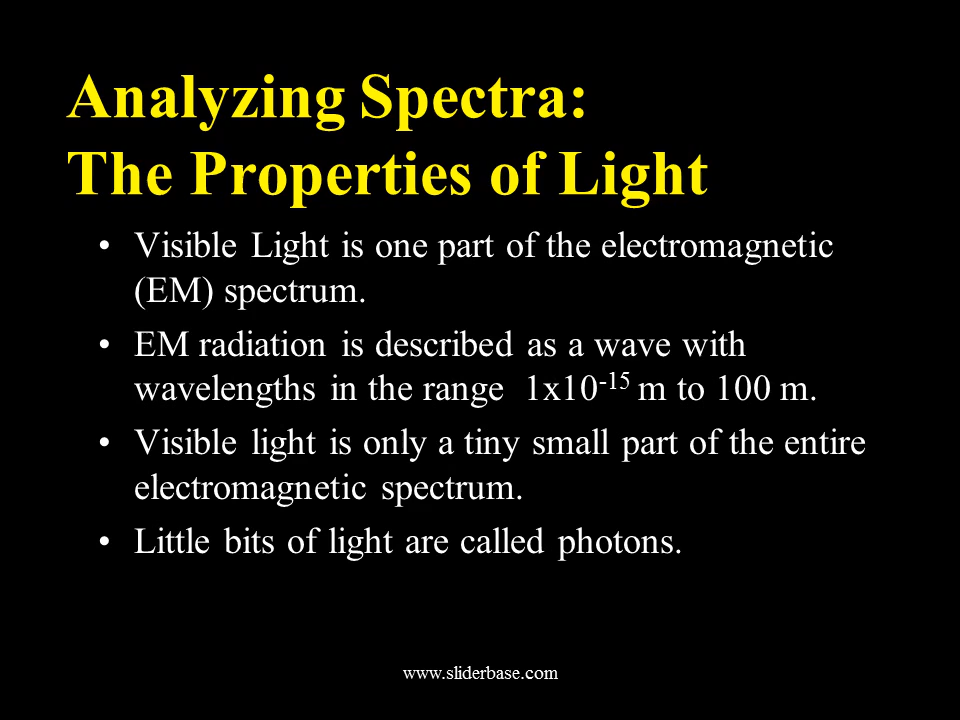 Analyzing Spectra:
The Properties of Light
• Visible Light is one part of the electromagnetic
(EM) spectrum.
• EM radiation is described as a wave with
wavelengths in the range 1x10⁻¹⁵ m to 100 m.
• Visible light is only a tiny small part of the entire
electromagnetic spectrum.
• Little bits of light are called photons.
www.sliderbase.com